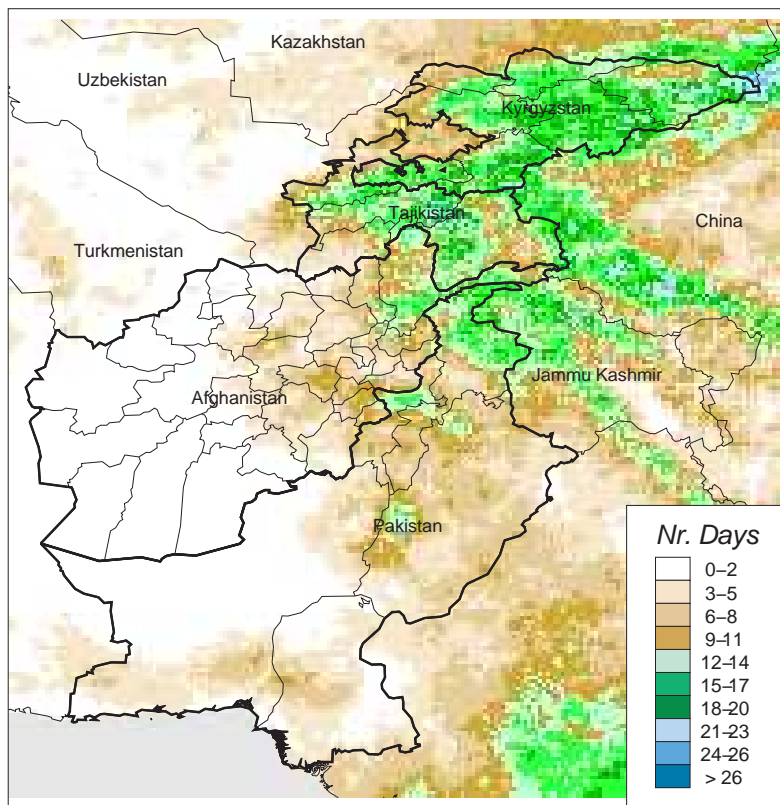 Kazakhstan
Uzbekistan
Kyrgyzstan
Tajikistan
China
Turkmenistan
Jammu Kashmir
Afghanistan
Pakistan
Nr. Days
0–2
3–5
6–8
9–11
12–14
15–17
18–20
21–23
24–26
> 26